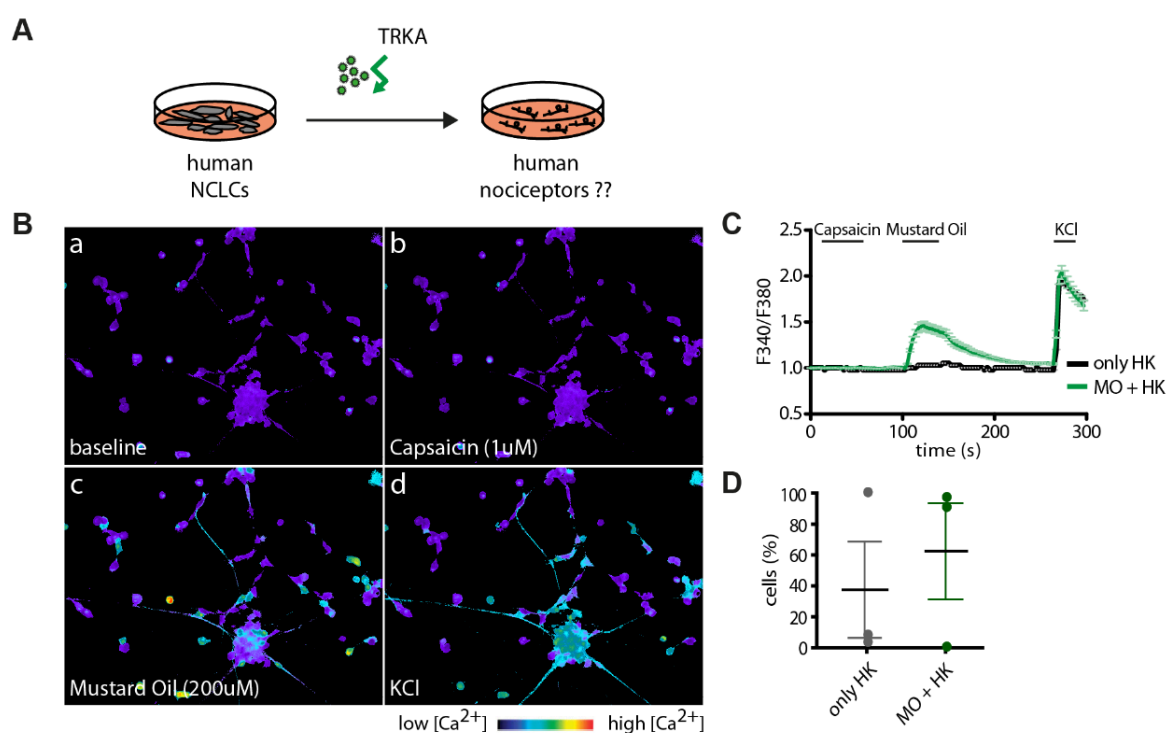 A
TRKA
human
NCLCs
human
nociceptors ??
B
a
baseline
b
Capsaicin (1uM)
c
Mustard Oil (200uM)
d
KCl
low [Ca²⁺]
high [Ca²⁺]
C
Capsaicin Mustard Oil KCl
2.5
2.0
1.5
1.0
0.5
F340/F380
0 100 200 300
time (s)
only HK
MO + HK
D
100
80
60
40
20
0
cells (%)
only HK
MO + HK